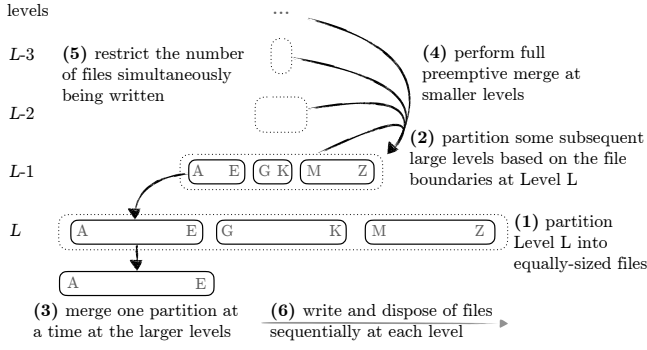 levels
...
L-3
(5) restrict the number
of files simultaneously
being written
(4) perform full
preemptive merge at
smaller levels
L-2
(2) partition some subsequent
large levels based on the file
boundaries at Level L
L-1
A E G K M Z
L
A E G K M Z
(1) partition
Level L into
equally-sized files
A E
(3) merge one partition at
a time at the larger levels
(6) write and dispose of files
sequentially at each level